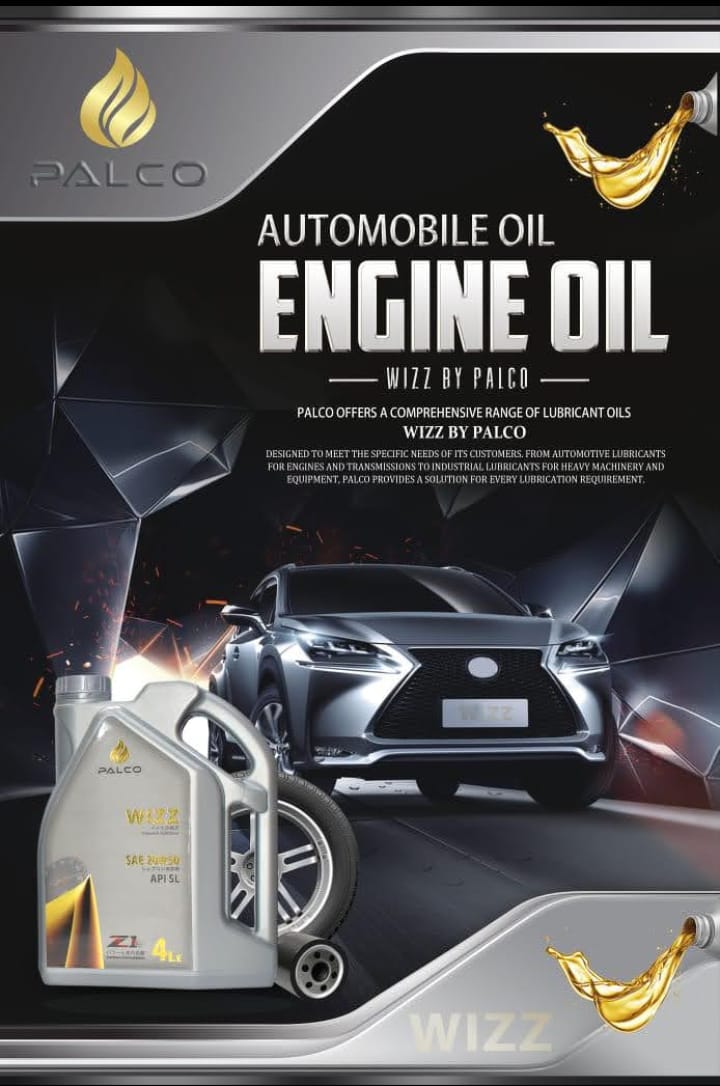 PALCO
AUTOMOBILE OIL
ENGINE OIL
WIZZ BY PALCO
PALCO OFFERS A COMPREHENSIVE RANGE OF LUBRICANT OILS
WIZZ BY PALCO
DESIGNED TO MEET THE SPECIFIC NEEDS OF ITS CUSTOMERS. FROM AUTOMOTIVE LUBRICANTS
FOR ENGINES AND TRANSMISSIONS TO INDUSTRIAL LUBRICANTS FOR HEAVY MACHINERY AND
EQUIPMENT, PALCO PROVIDES A SOLUTION FOR EVERY LUBRICATION REQUIREMENT.
WIZZ
PALCO
WIZZ
SAE 20W50
API SL
Z1
4LE
WIZZ